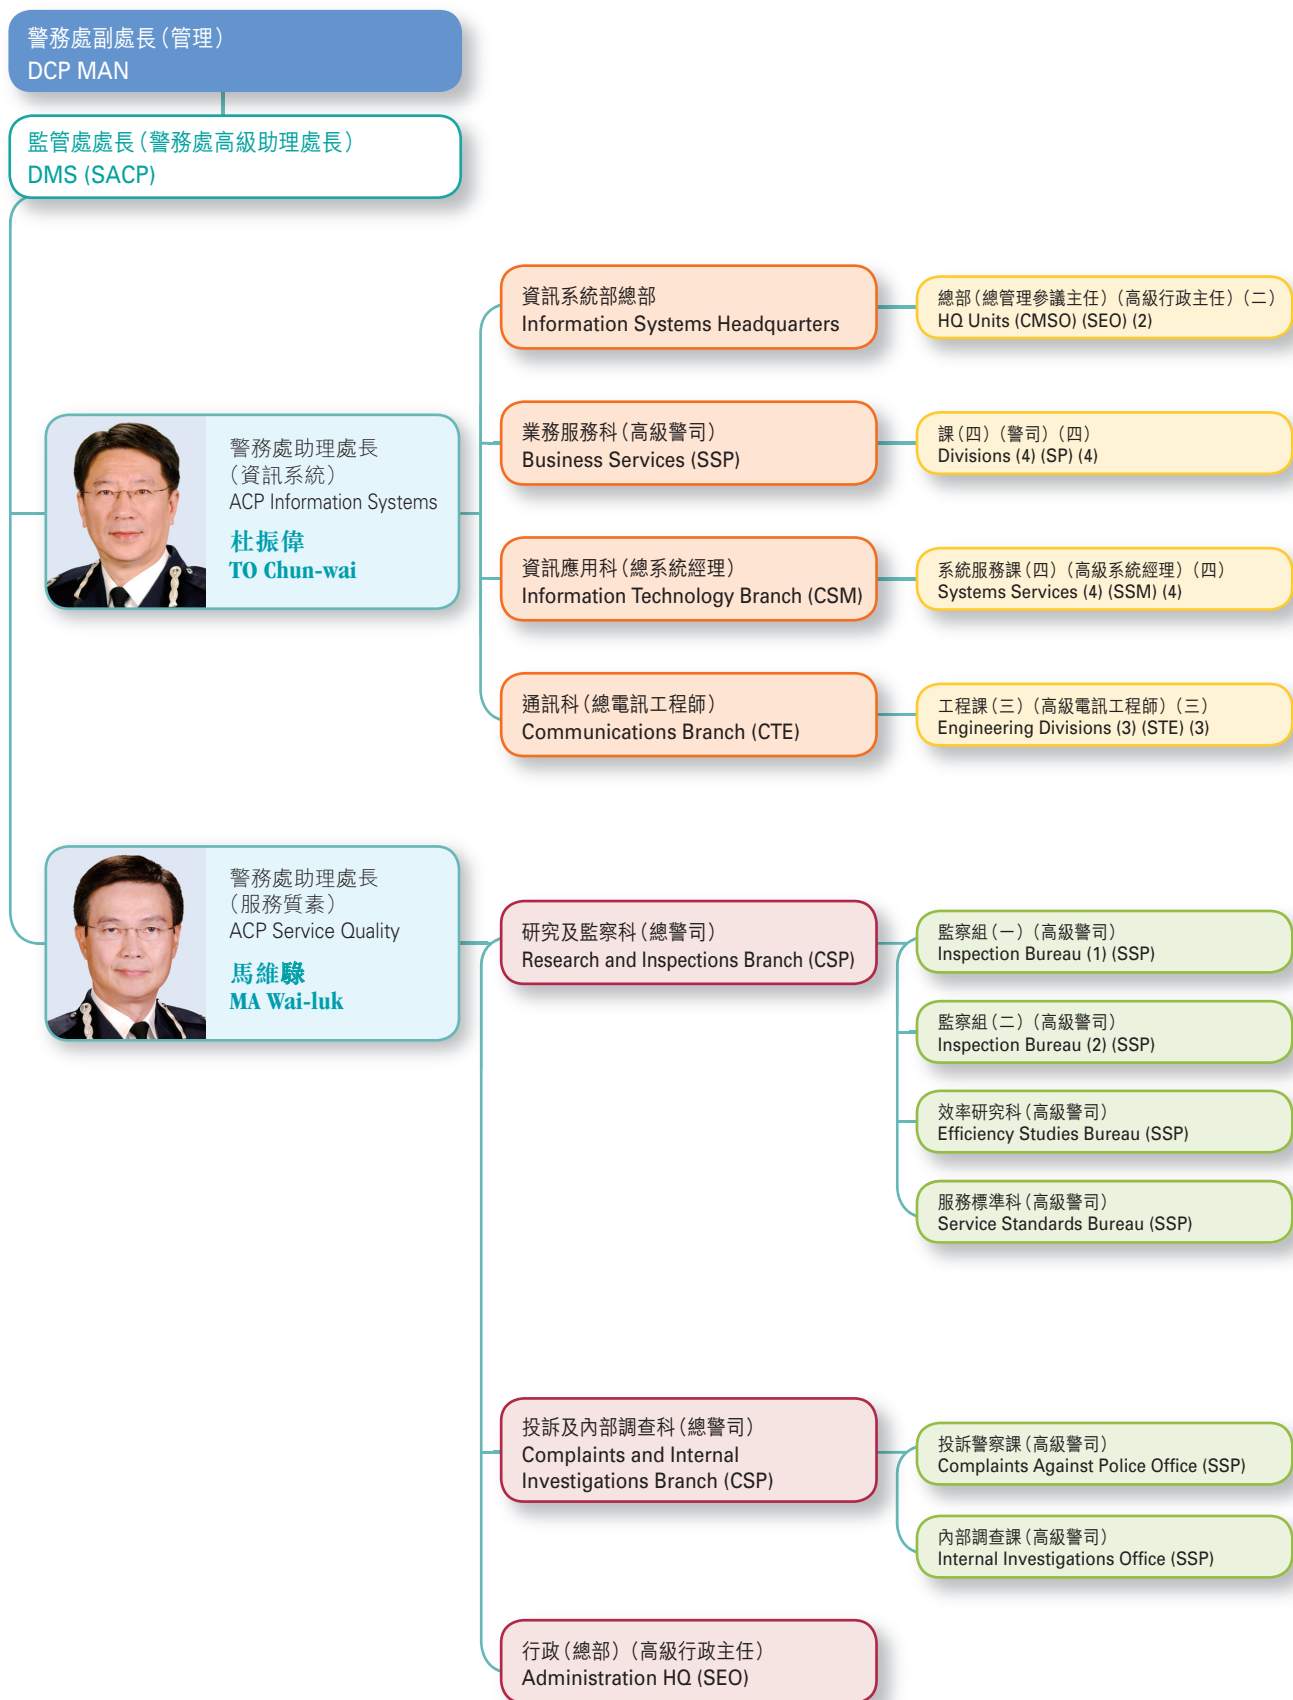 警務處副處長（管理）
DCP MAN
監管處處長（警務處高級助理處長）
DMS (SACP)
警務處助理處長
（資訊系統）
ACP Information Systems
杜振偉
TO Chun-wai
資訊系統部總部
Information Systems Headquarters
總部（總管理參議主任）（高級行政主任）（二）
HQ Units (CMSO) (SEO) (2)
業務服務科（高級警司）
Business Services (SSP)
課（四）（警司）（四）
Divisions (4) (SP) (4)
資訊應用科（總系統經理）
Information Technology Branch (CSM)
系統服務課（四）（高級系統經理）（四）
Systems Services (4) (SSM) (4)
通訊科（總電訊工程師）
Communications Branch (CTE)
工程課（三）（高級電訊工程師）（三）
Engineering Divisions (3) (STE) (3)
警務處助理處長
（服務質素）
ACP Service Quality
馬維騄
MA Wai-luk
研究及監察科（總警司）
Research and Inspections Branch (CSP)
監察組（一）（高級警司）
Inspection Bureau (1) (SSP)
監察組（二）（高級警司）
Inspection Bureau (2) (SSP)
效率研究科（高級警司）
Efficiency Studies Bureau (SSP)
服務標準科（高級警司）
Service Standards Bureau (SSP)
投訴及內部調查科（總警司）
Complaints and Internal
Investigations Branch (CSP)
投訴警察課（高級警司）
Complaints Against Police Office (SSP)
內部調查課（高級警司）
Internal Investigations Office (SSP)
行政（總部）（高級行政主任）
Administration HQ (SEO)